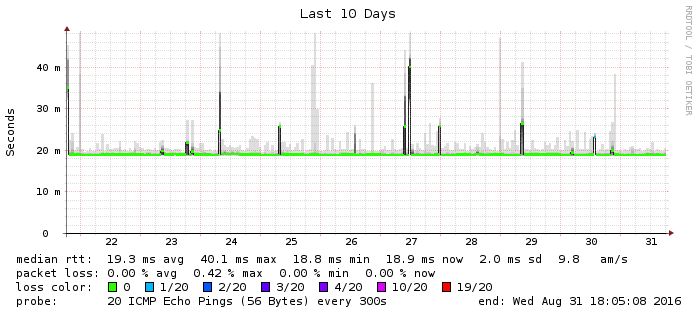 Last 10 Days
RRDTOOL / TOBI OETIKER
Seconds
40 m
30 m
20 m
10 m
0
22 23 24 25 26 27 28 29 30 31
median rtt: 19.3 ms avg 40.1 ms max 18.8 ms min 18.9 ms now 2.0 ms sd 9.8 am/s
packet loss: 0.00 % avg 0.42 % max 0.00 % min 0.00 % now
loss color: 0 1/20 2/20 3/20 4/20 10/20 19/20
probe: 20 ICMP Echo Pings (56 Bytes) every 300s end: Wed Aug 31 18:05:08 2016